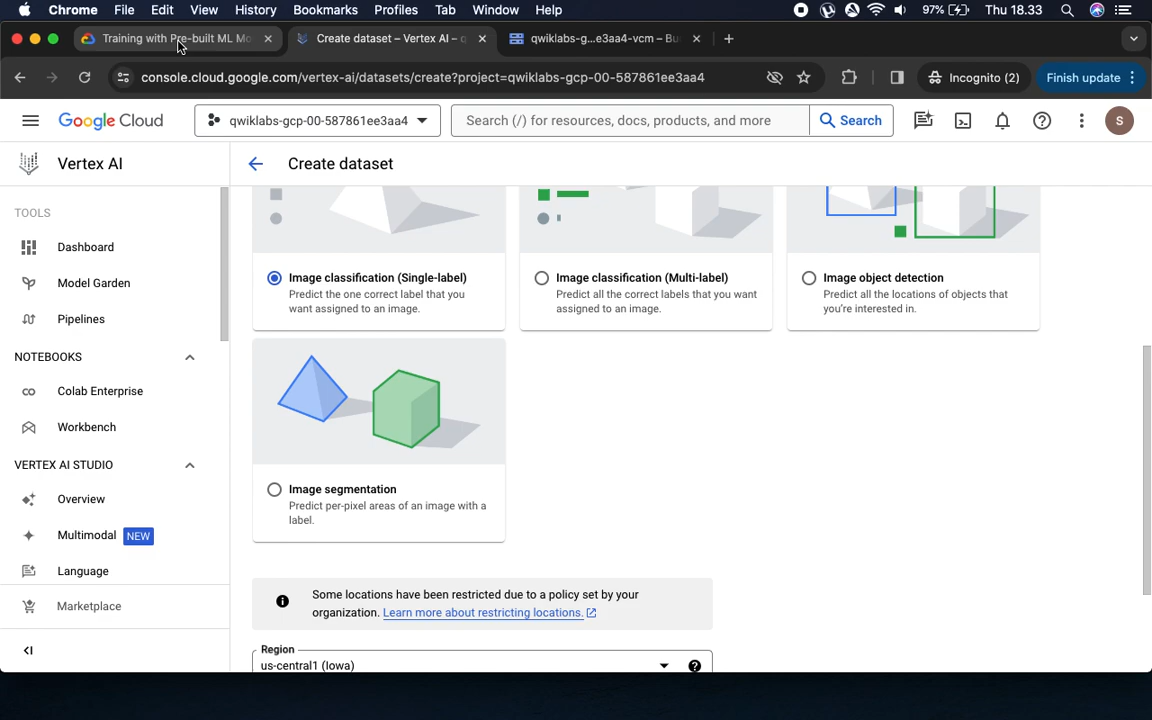 Chrome File Edit View History Bookmarks Profiles Tab Window Help 97% Thu 18.33
Training with Pre-built ML Mo Create dataset – Vertex AI – q qwiklabs-g...e3aa4-vcm – Bu
console.cloud.google.com/vertex-ai/datasets/create?project=qwiklabs-gcp-00-587861ee3aa4 Incognito (2) Finish update
Google Cloud qwiklabs-gcp-00-587861ee3aa4 Search (/) for resources, docs, products, and more Search S
Vertex AI
Create dataset
TOOLS
Dashboard
Model Garden
Pipelines
NOTEBOOKS
Colab Enterprise
Workbench
VERTEX AI STUDIO
Overview
Multimodal NEW
Language
Marketplace
Image classification (Single-label)
Predict the one correct label that you
want assigned to an image.
Image classification (Multi-label)
Predict all the correct labels that you want
assigned to an image.
Image object detection
Predict all the locations of objects that
you're interested in.
Image segmentation
Predict per-pixel areas of an image with a
label.
Some locations have been restricted due to a policy set by your
organization. Learn more about restricting locations.
Region
us-central1 (Iowa)